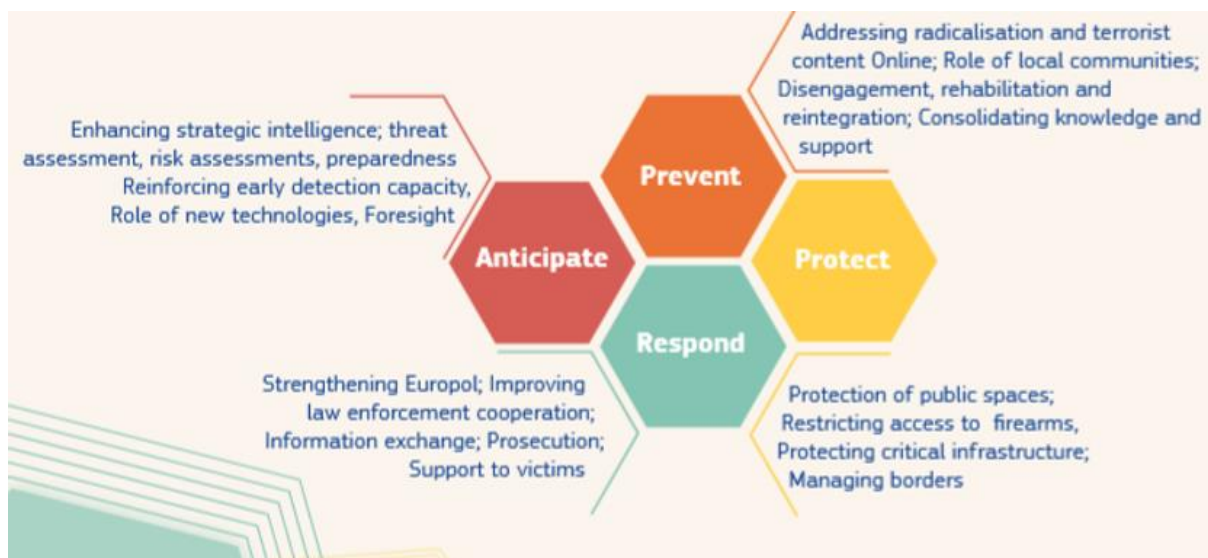 Addressing radicalisation and terrorist
content Online; Role of local communities;
Disengagement, rehabilitation and
reintegration; Consolidating knowledge and
support
Enhancing strategic intelligence; threat
assessment, risk assessments, preparedness
Reinforcing early detection capacity,
Role of new technologies, Foresight
Prevent
Anticipate
Protect
Respond
Strengthening Europol; Improving
law enforcement cooperation;
Information exchange; Prosecution;
Support to victims
Protection of public spaces;
Restricting access to firearms,
Protecting critical infrastructure;
Managing borders